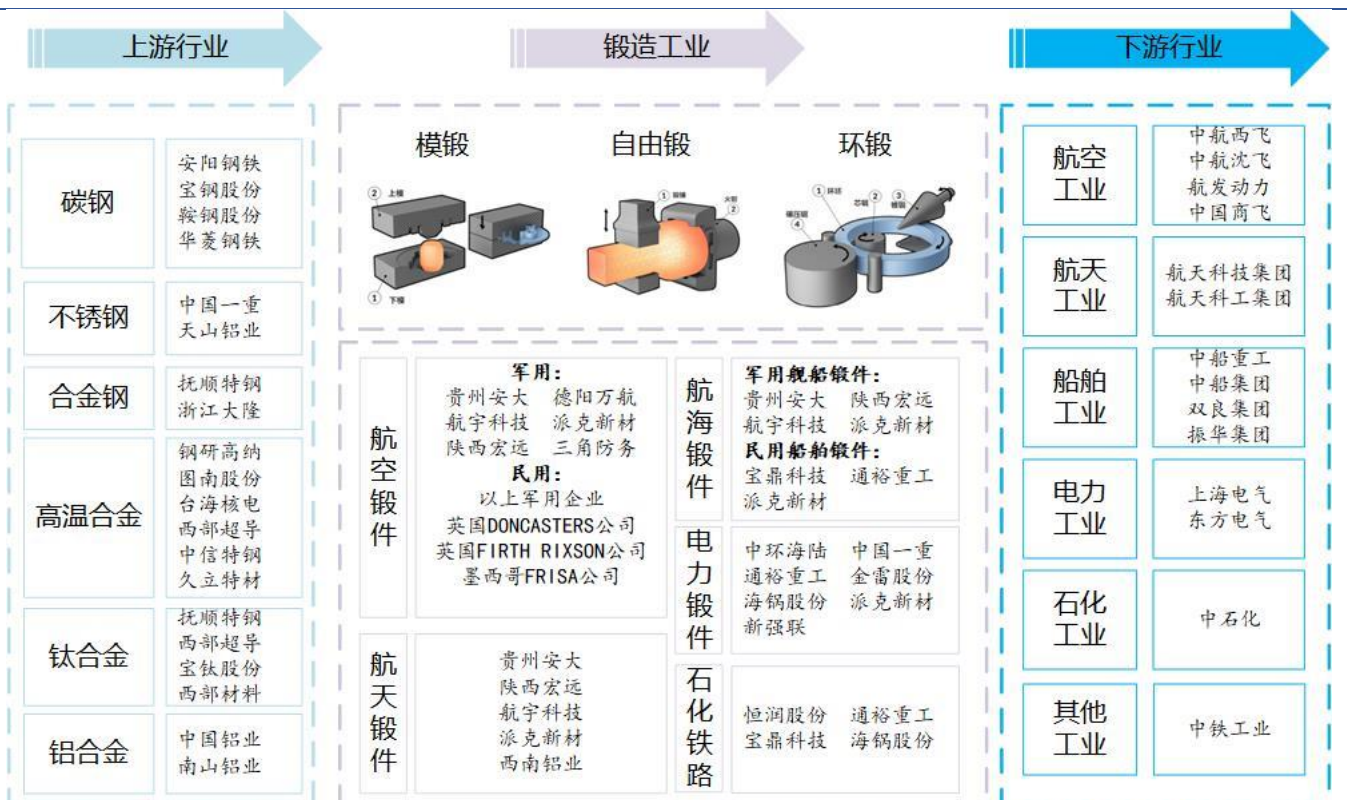 上游行业
锻造工业
下游行业
碳钢
安阳钢铁
宝钢股份
鞍钢股份
华菱钢铁
不锈钢
中国一重
天山铝业
合金钢
抚顺特钢
浙江大隆
高温合金
钢研高纳
图南股份
台海核电
西部超导
中信特钢
久立特材
钛合金
抚顺特钢
西部超导
宝钛股份
西部材料
铝合金
中国铝业
南山铝业
模锻
自由锻
环锻
② 上模
① 下模
①
②
① 环坯
芯辊 ②
③
碾压辊
④
航空锻件
军用:
贵州安大 德阳万航
航宇科技 派克新材
陕西宏远 三角防务
民用:
以上军用企业
英国DONCASTERS公司
英国FIRTH RIXSON公司
墨西哥FRISA公司
航天锻件
贵州安大
陕西宏远
航宇科技
派克新材
西南铝业
航海锻件
军用舰船锻件:
贵州安大 陕西宏远
航宇科技 派克新材
民用船舶锻件:
宝鼎科技 通裕重工
派克新材
电力锻件
中环海陆 中国一重
通裕重工 金雷股份
海锅股份 派克新材
新强联
石化铁路
恒润股份 通裕重工
宝鼎科技 海锅股份
航空
工业
中航西飞
中航沈飞
航发动力
中国商飞
航天
工业
航天科技集团
航天科工集团
船舶
工业
中船重工
中船集团
双良集团
振华集团
电力
工业
上海电气
东方电气
石化
工业
中石化
其他
工业
中铁工业